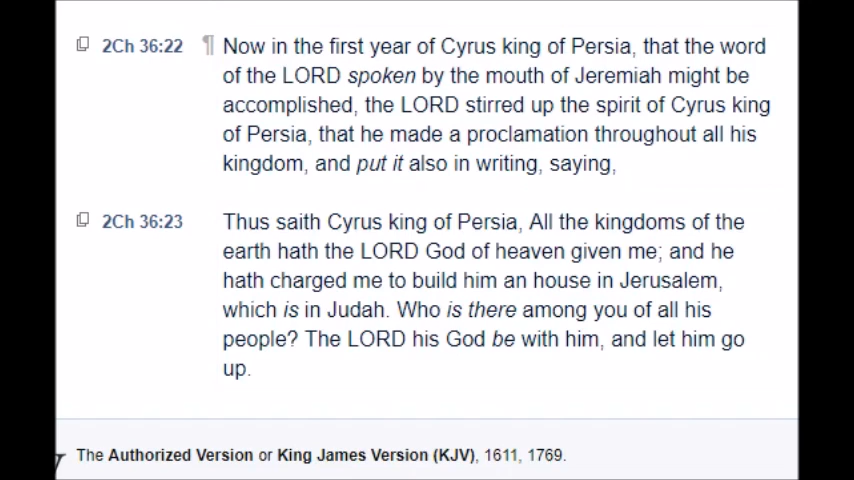 2Ch 36:22 ¶ Now in the first year of Cyrus king of Persia, that the word
of the LORD spoken by the mouth of Jeremiah might be
accomplished, the LORD stirred up the spirit of Cyrus king
of Persia, that he made a proclamation throughout all his
kingdom, and put it also in writing, saying,
2Ch 36:23 Thus saith Cyrus king of Persia, All the kingdoms of the
earth hath the LORD God of heaven given me; and he
hath charged me to build him an house in Jerusalem,
which is in Judah. Who is there among you of all his
people? The LORD his God be with him, and let him go
up.
The Authorized Version or King James Version (KJV), 1611, 1769.